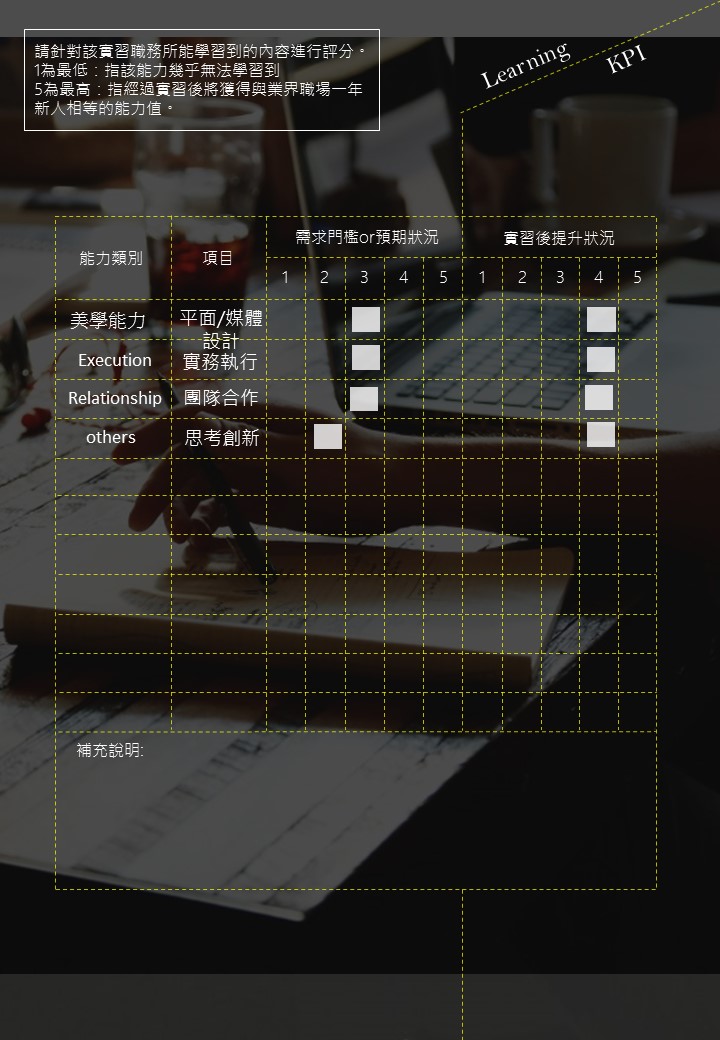 請針對該實習職務所能學習到的內容進行評分。
1為最低：指該能力幾乎無法學習到
5為最高：指經過實習後將獲得與業界職場一年
新人相等的能力值。
Learning
KPI
能力類別 項目 需求門檻or預期狀況 實習後提升狀況
1 2 3 4 5 1 2 3 4 5
美學能力 平面/媒體
設計
Execution 實務執行
Relationship 團隊合作
others 思考創新
補充說明: